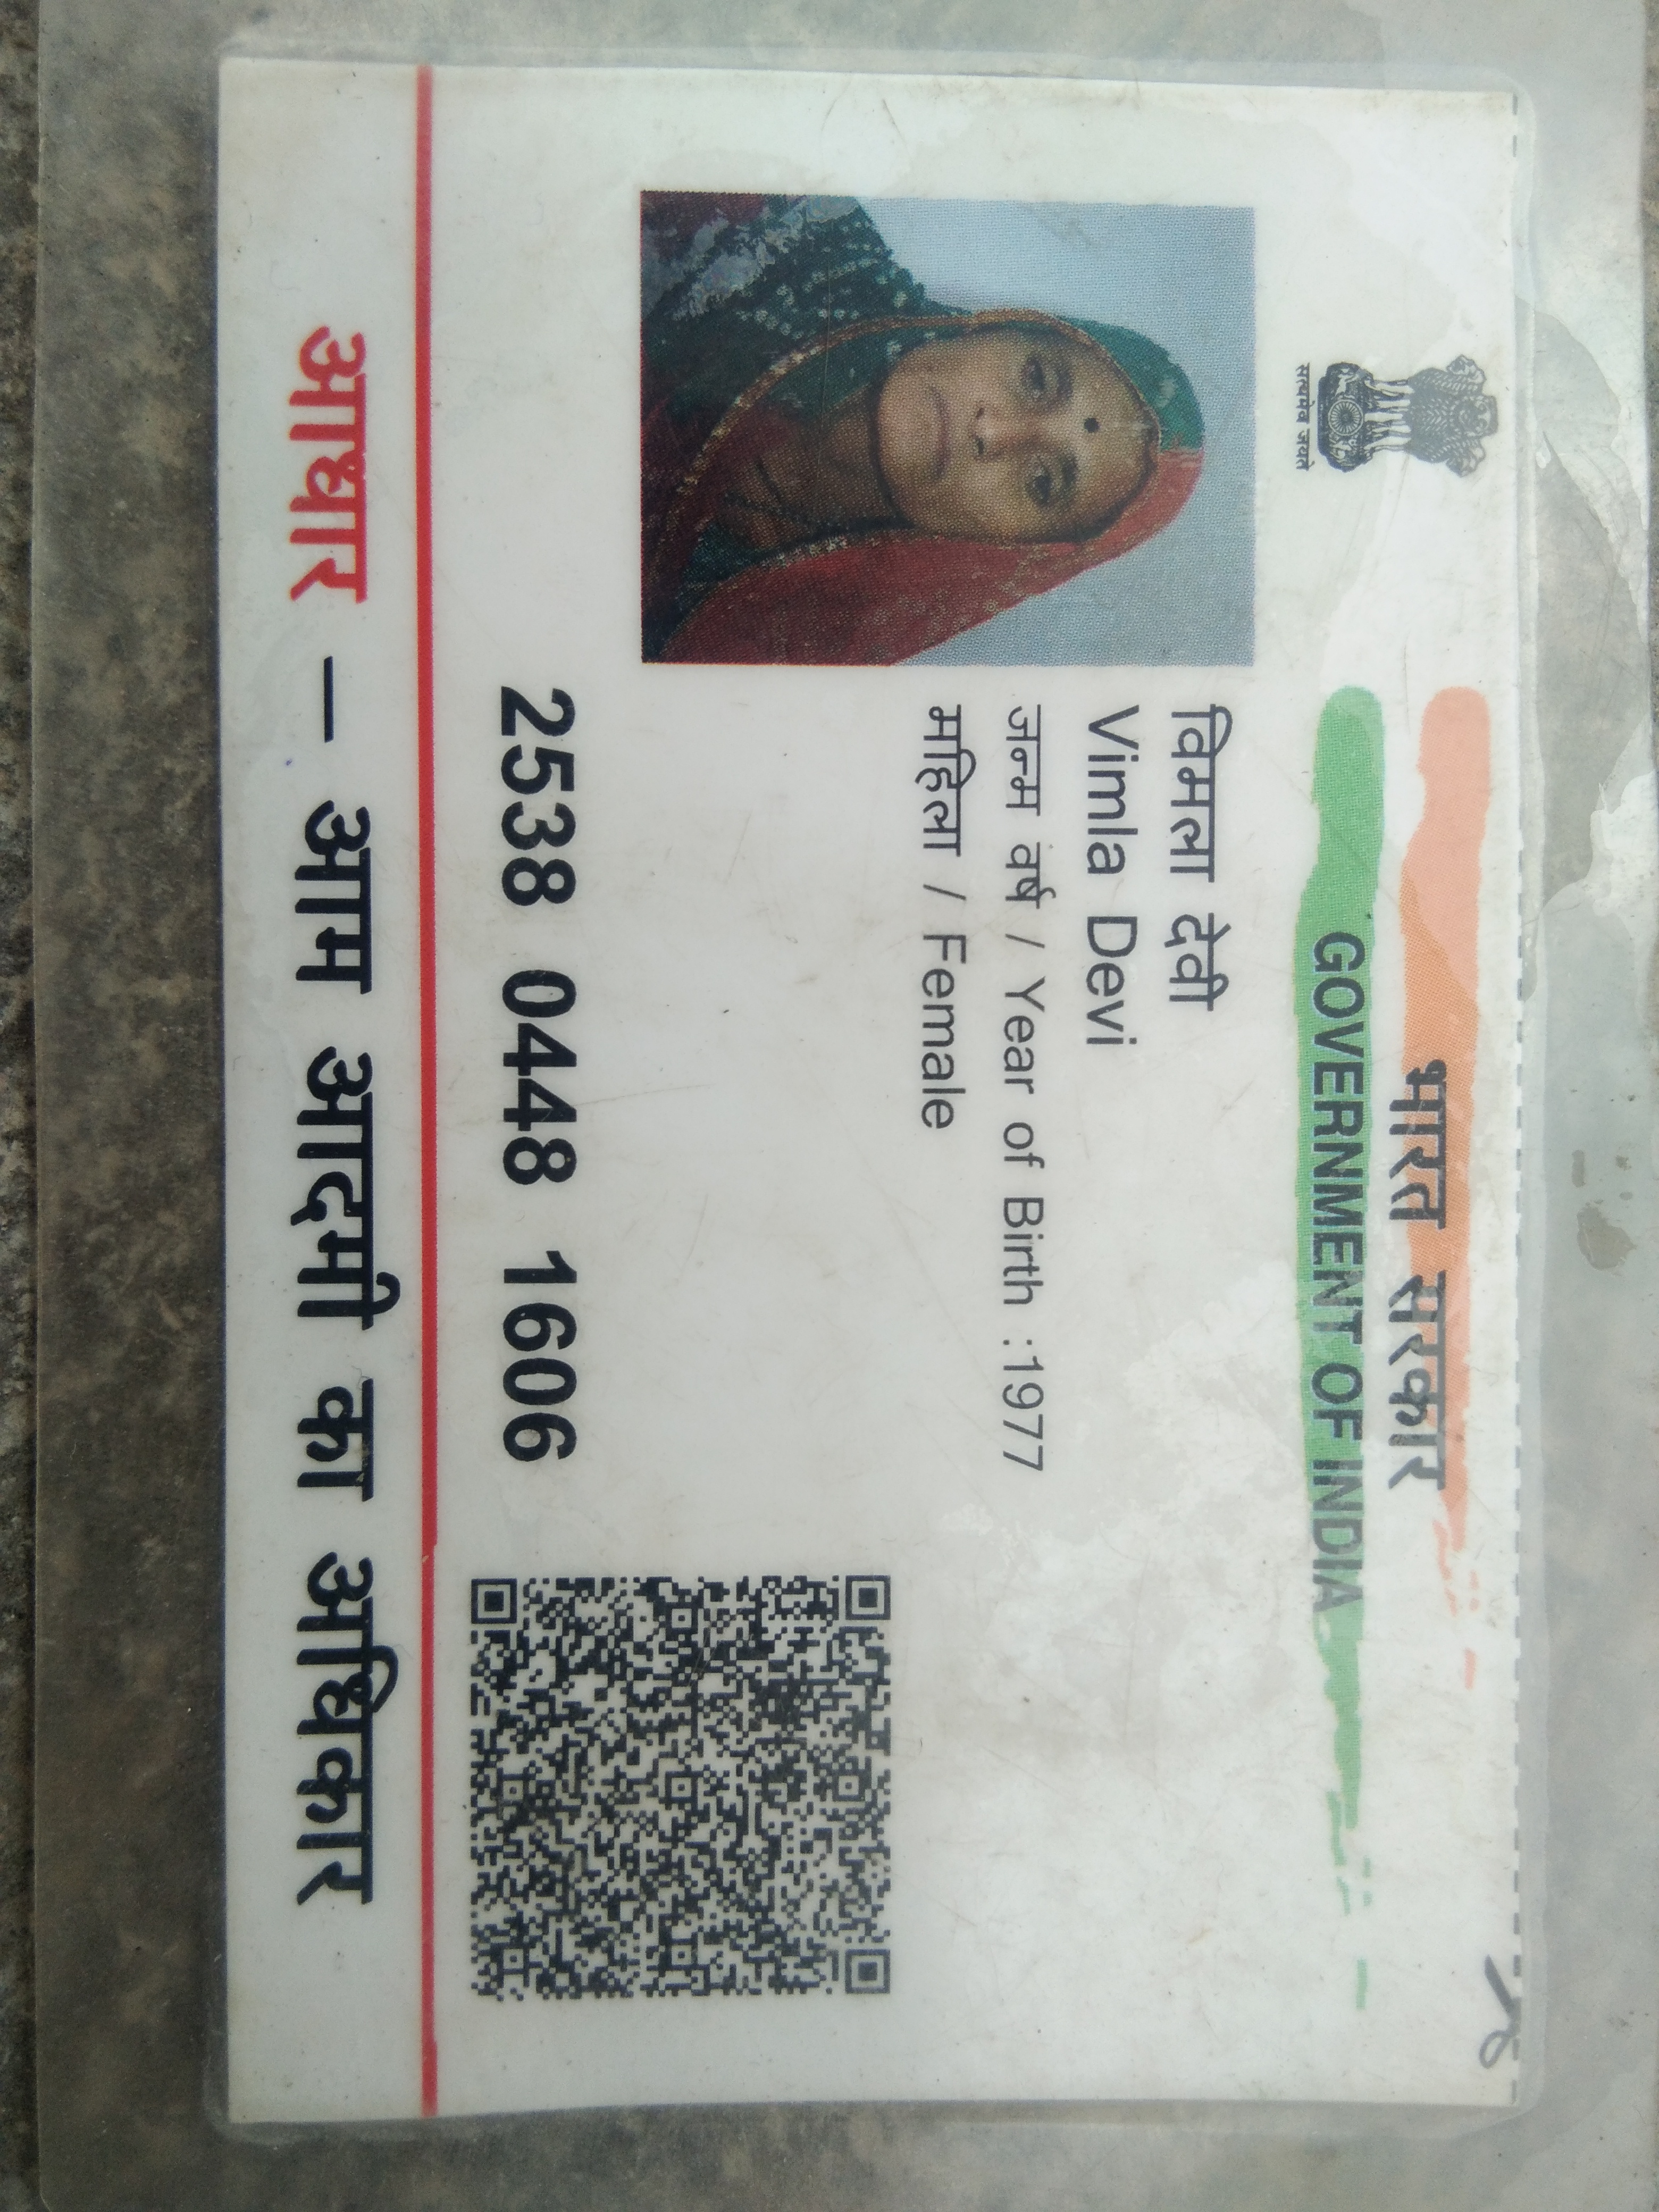 भारत सरकार
GOVERNMENT OF INDIA
सत्यमेव जयते
विमला देवी
Vimla Devi
जन्म वर्ष / Year of Birth :1977
महिला / Female
2538 0448 1606
आधार – आम आदमी का अधिकार